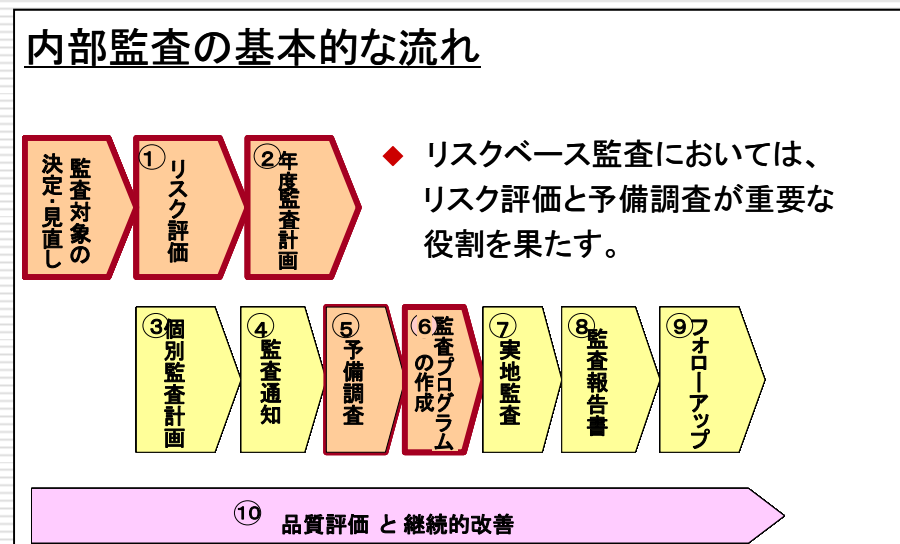 内部監査の基本的な流れ
監査対象の
決定・見直し
①
リスク評価
②
年度監査計画
◆ リスクベース監査においては、
リスク評価と予備調査が重要な
役割を果たす。
③
個別監査計画
④
監査通知
⑤
予備調査
⑥
監査プログラム
の作成
⑦
実地監査
⑧
監査報告書
⑨
フォローアップ
⑩ 品質評価 と 継続的改善